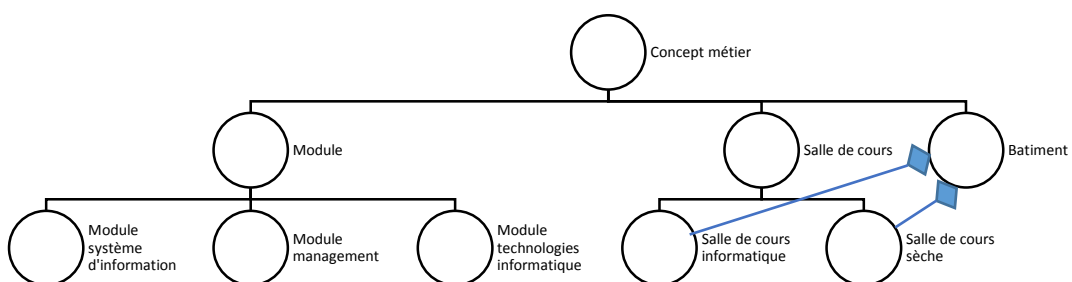 Concept métier
Module
Salle de cours
Batiment
Module
système
d'information
Module
management
Module
technologies
informatique
Salle de cours
informatique
Salle de cours
sèche